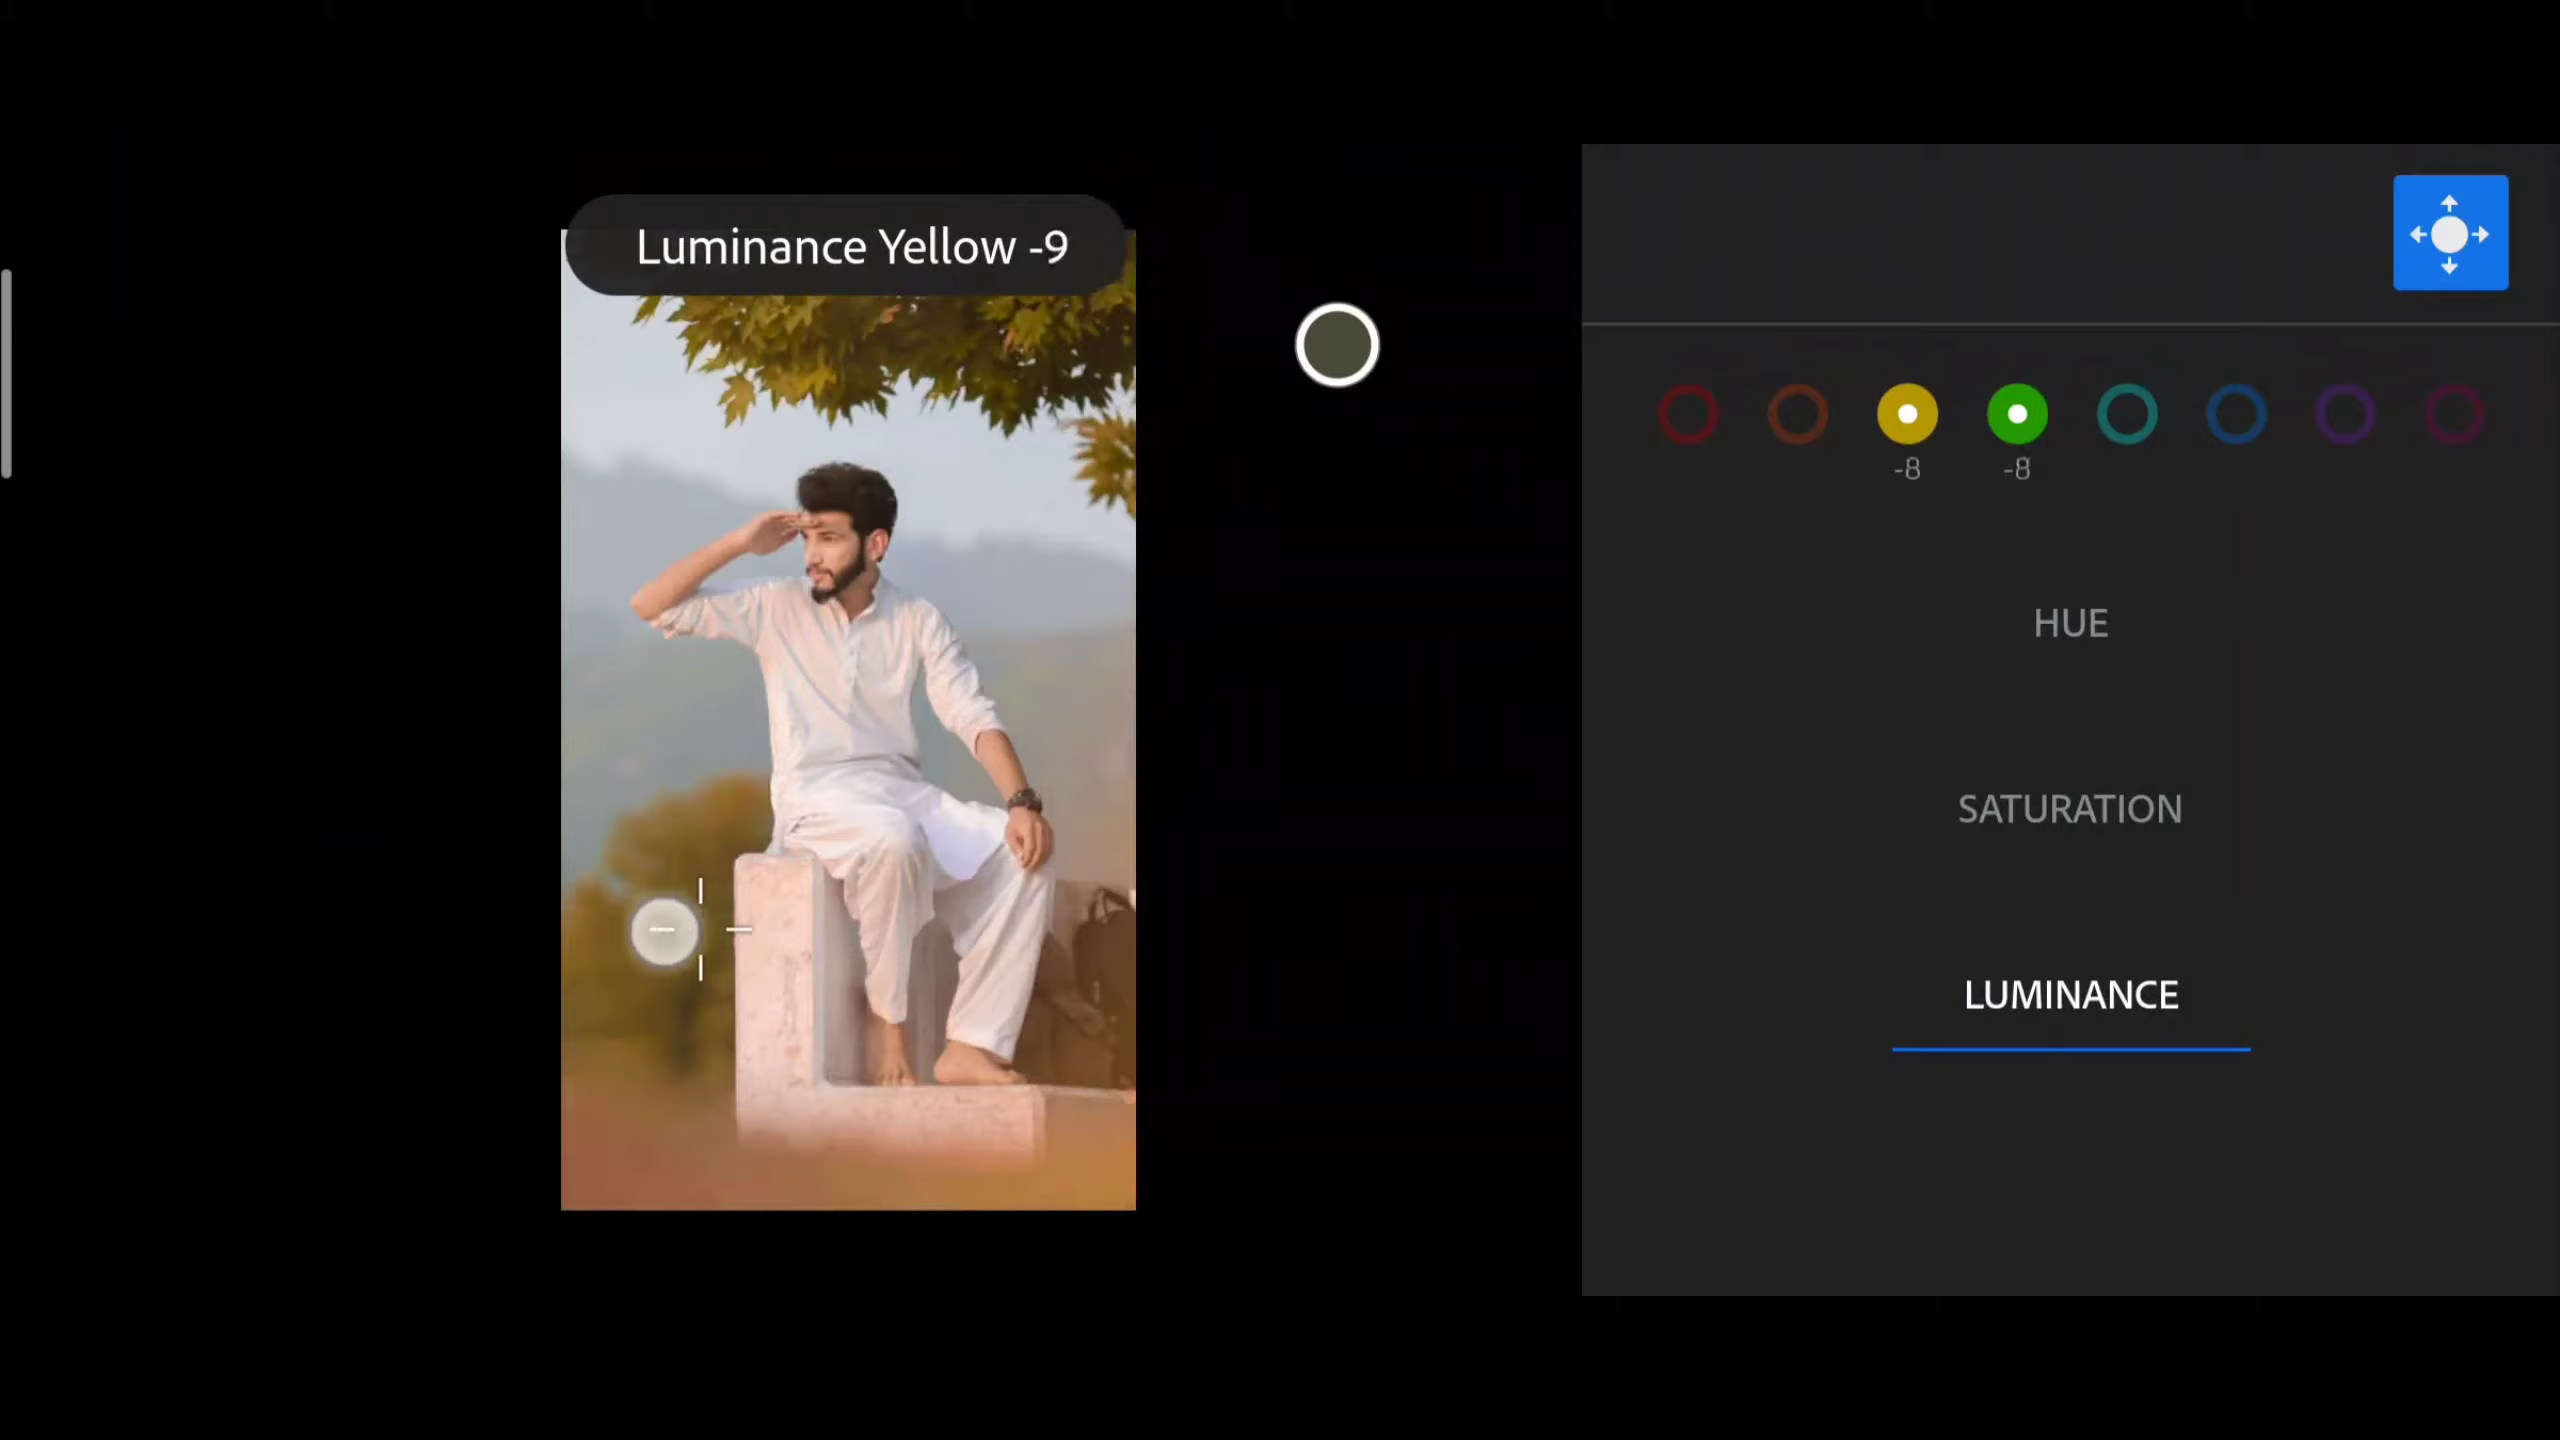 Luminance Yellow -9
-8 -8
HUE
SATURATION
LUMINANCE